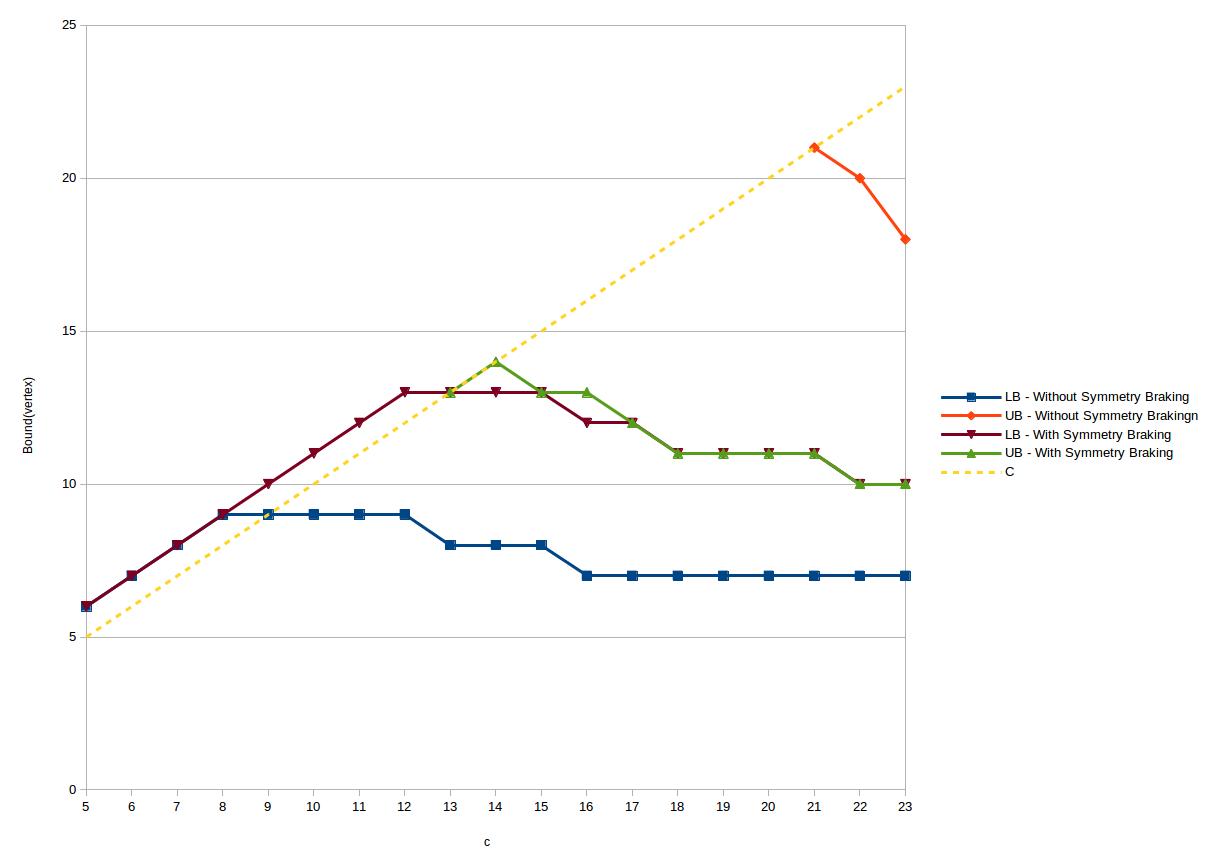 25
20
15
10
5
0
Bound(vertex)
5 6 7 8 9 10 11 12 13 14 15 16 17 18 19 20 21 22 23
c
LB - Without Symmetry Braking
UB - Without Symmetry Brakingn
LB - With Symmetry Braking
UB - With Symmetry Braking
C